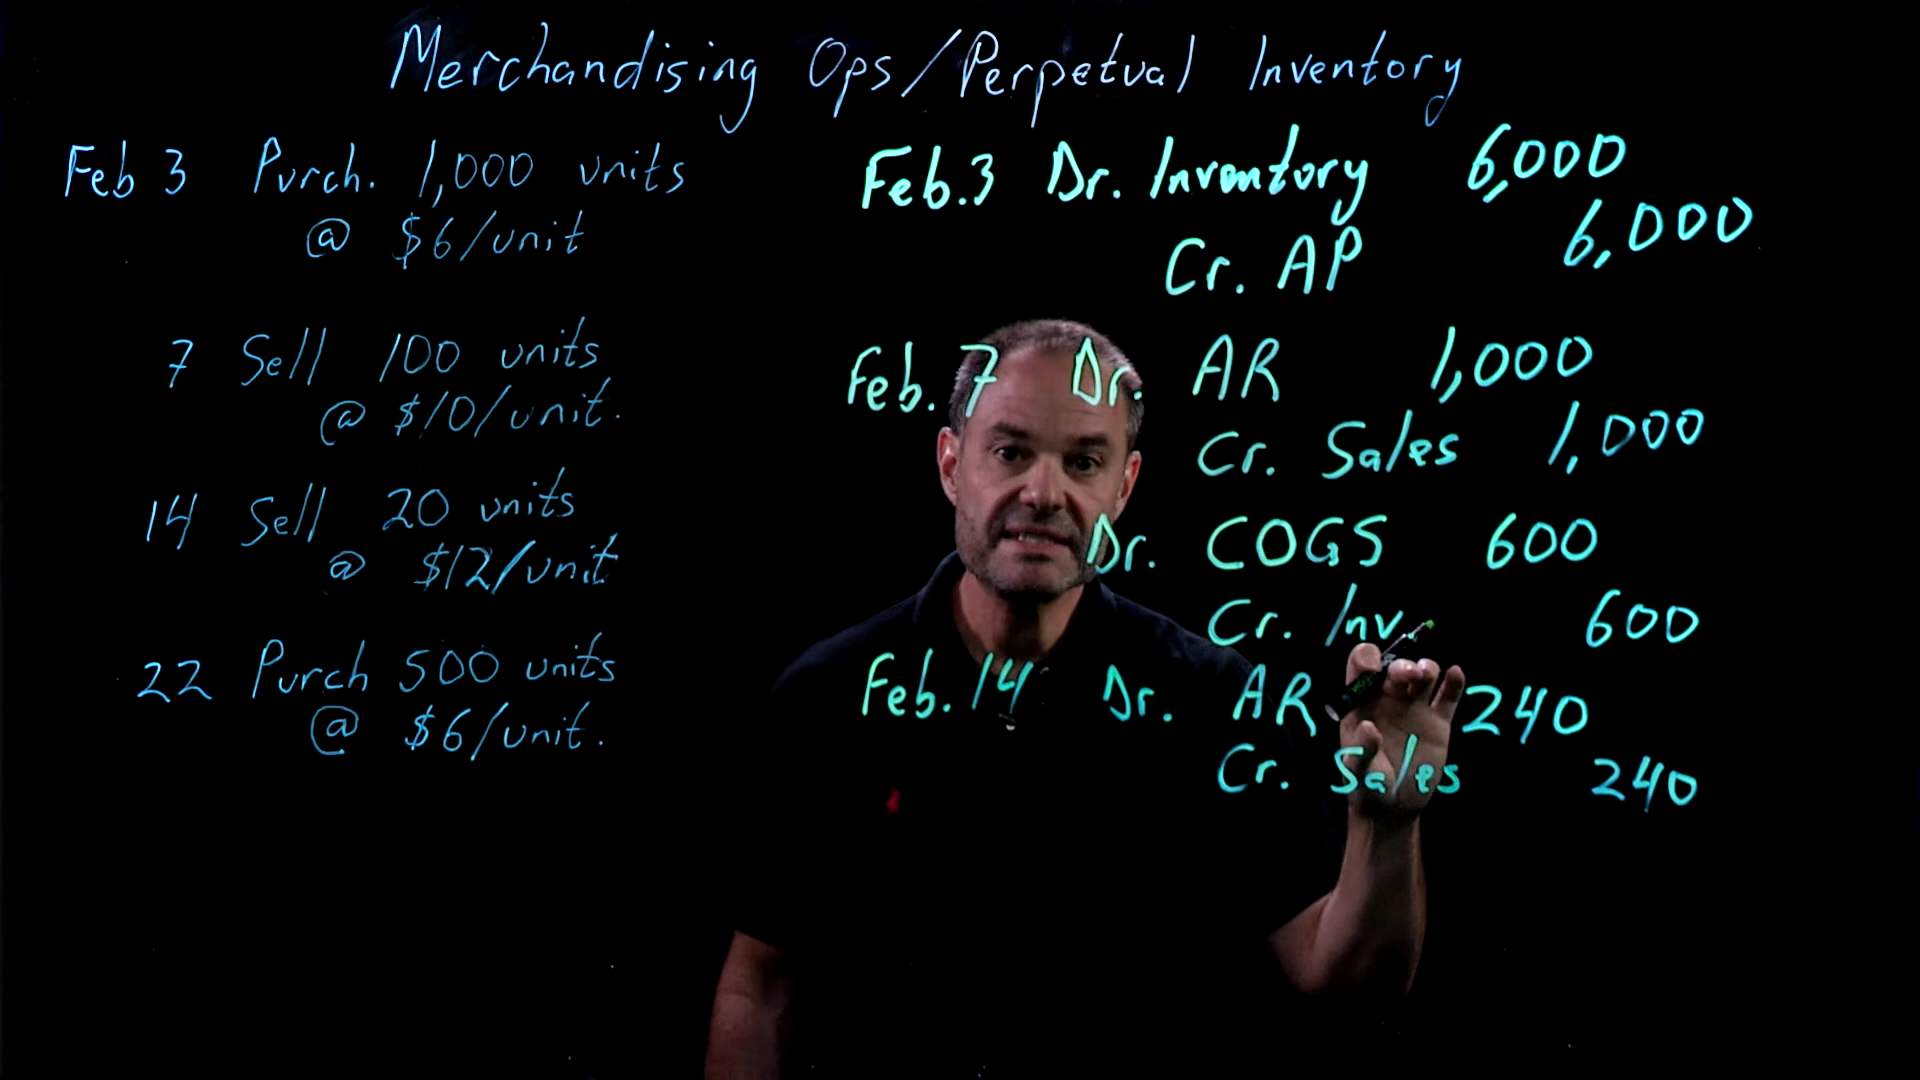 Merchandising Ops/Perpetual Inventory
Feb 3 Purch. 1,000 units
@ $6/unit
7 Sell 100 units
@ $10/unit.
14 Sell 20 units
@ $12/unit
22 Purch 500 units
@ $6/unit.
Feb.3 Dr. Inventory 6,000
Cr. AP 6,000
Feb. 7 Dr. AR 1,000
Cr. Sales 1,000
Dr. COGS 600
Cr. Inv. 600
Feb. 14 Dr. AR 240
Cr. Sales 240